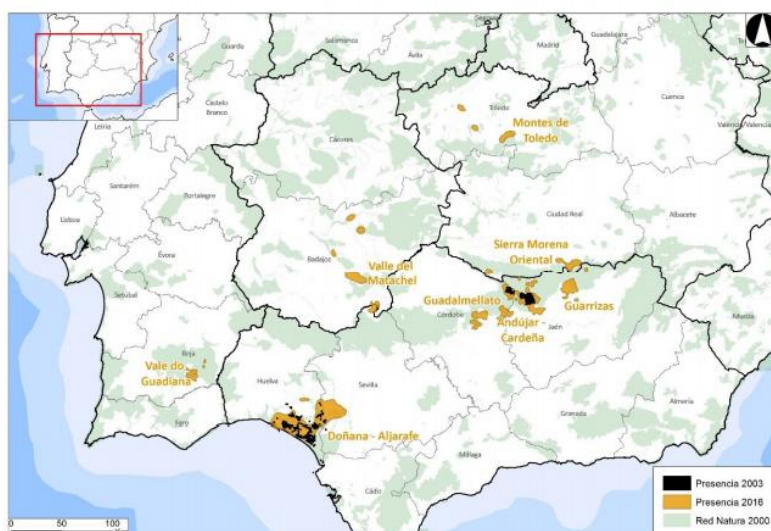 Salamanca
Guarda
Ávila
Madrid
Guadalajara
Castelo
Branco
Toledo
Cuenca
Montes de
Toledo
Leiria
Cáceres
Valencia/València
Santarém
Portalegre
Lisboa
Ciudad Real
Albacete
Évora
Badajoz
Sierra Morena
Oriental
Valle del
Matachel
Setubal
Guadalmellato
Guarrizas
Córdoba
Andújar -
Cardeña
Jaén
Murcia
Beja
Vale do
Guadiana
Huelva
Sevilla
Granada
Almería
Faro
Doñana - Aljarafe
Málaga
Cádiz
Presencia 2003
Presencia 2016
Red Natura 2000
0 50 100